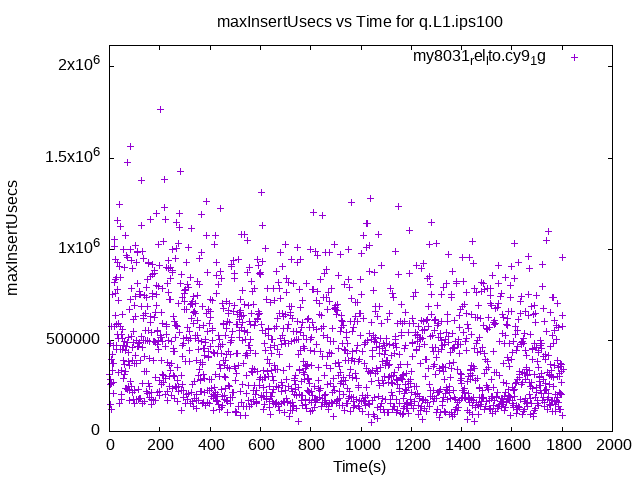 maxInsertUsecs vs Time for q.L1.ips100
my8031_rel_lto.cy9_1g
2x10^6
1.5x10^6
1x10^6
500000
0
maxInsertUsecs
0 200 400 600 800 1000 1200 1400 1600 1800 2000
Time(s)